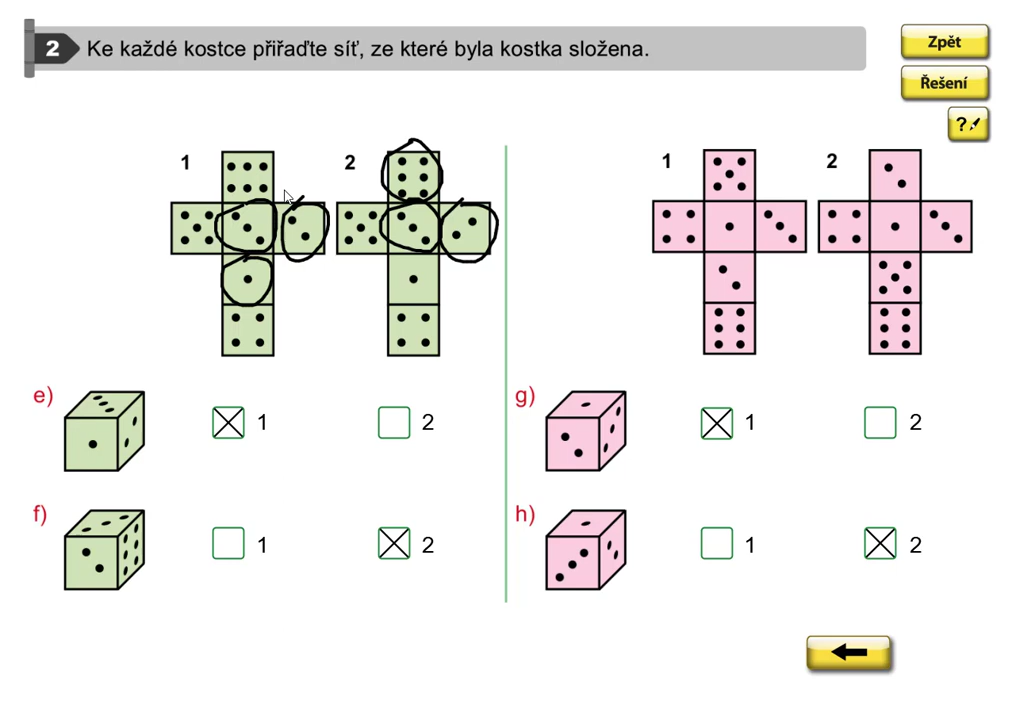 2 Ke každé kostce přiřaďte síť, ze které byla kostka složena.
Zpět
Řešení
?
1 2 1 2
e) 1 2
g) 1 2
f) 1 2
h) 1 2